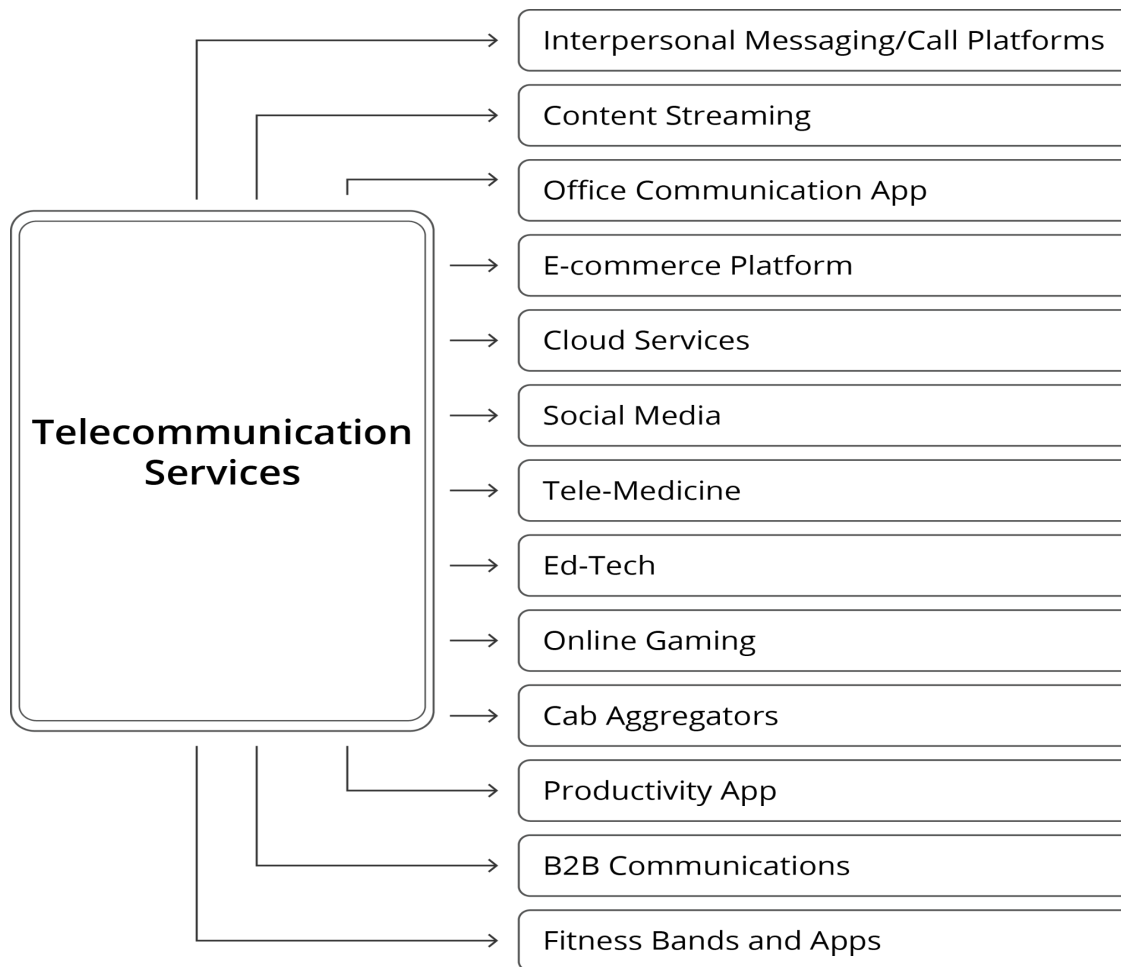 Interpersonal Messaging/Call Platforms
Content Streaming
Office Communication App
E-commerce Platform
Cloud Services
Social Media
Telecommunication
Services
Tele-Medicine
Ed-Tech
Online Gaming
Cab Aggregators
Productivity App
B2B Communications
Fitness Bands and Apps